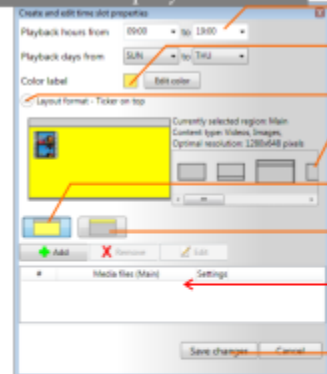 Create and edit time slot properties
Playback hours from 09:00 to 19:00
Playback days from SUN to THU
Color label Edit color
Layout format - Ticker on top
Currently selected region: Main
Content type: Videos, Images,
Optimal resolution: 1280x648 pixels
Add Remove Edit
# Media files (Main) Settings
Save changes Cancel